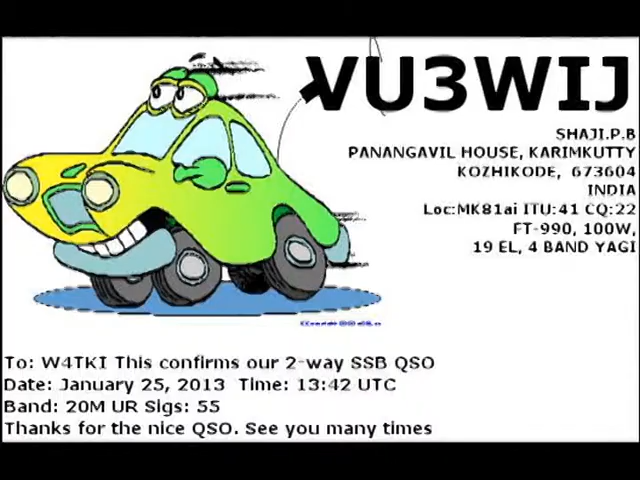 VU3WIJ
SHAJI.P.B
PANANGAVIL HOUSE, KARIMKUTTY
KOZHIKODE, 673604
INDIA
Loc:MK81ai ITU:41 CQ:22
FT-990, 100W,
19 EL, 4 BAND YAGI
To: W4TKI This confirms our 2-way SSB QSO
Date: January 25, 2013 Time: 13:42 UTC
Band: 20M UR Sigs: 55
Thanks for the nice QSO. See you many times